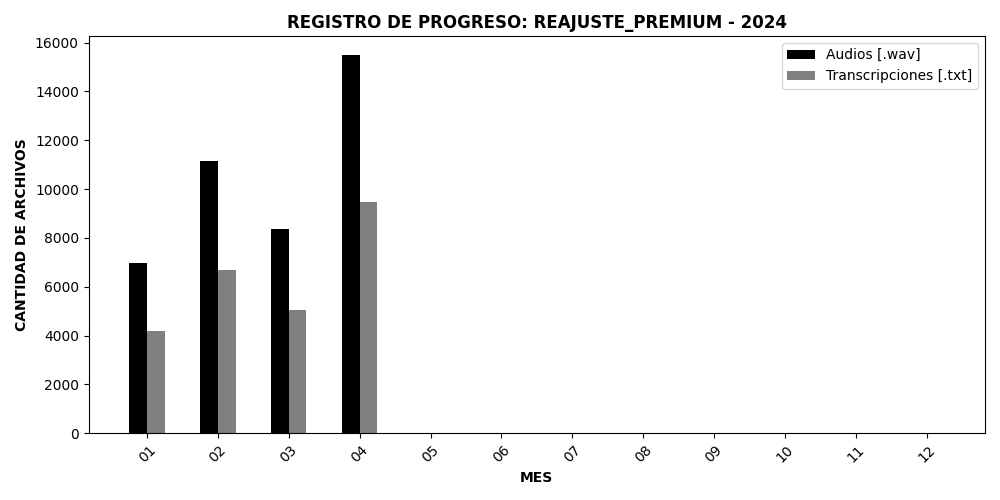 REGISTRO DE PROGRESO: REAJUSTE_PREMIUM - 2024
Audios [.wav]
Transcripciones [.txt]
CANTIDAD DE ARCHIVOS
16000
14000
12000
10000
8000
6000
4000
2000
0
01 02 03 04 05 06 07 08 09 10 11 12
MES